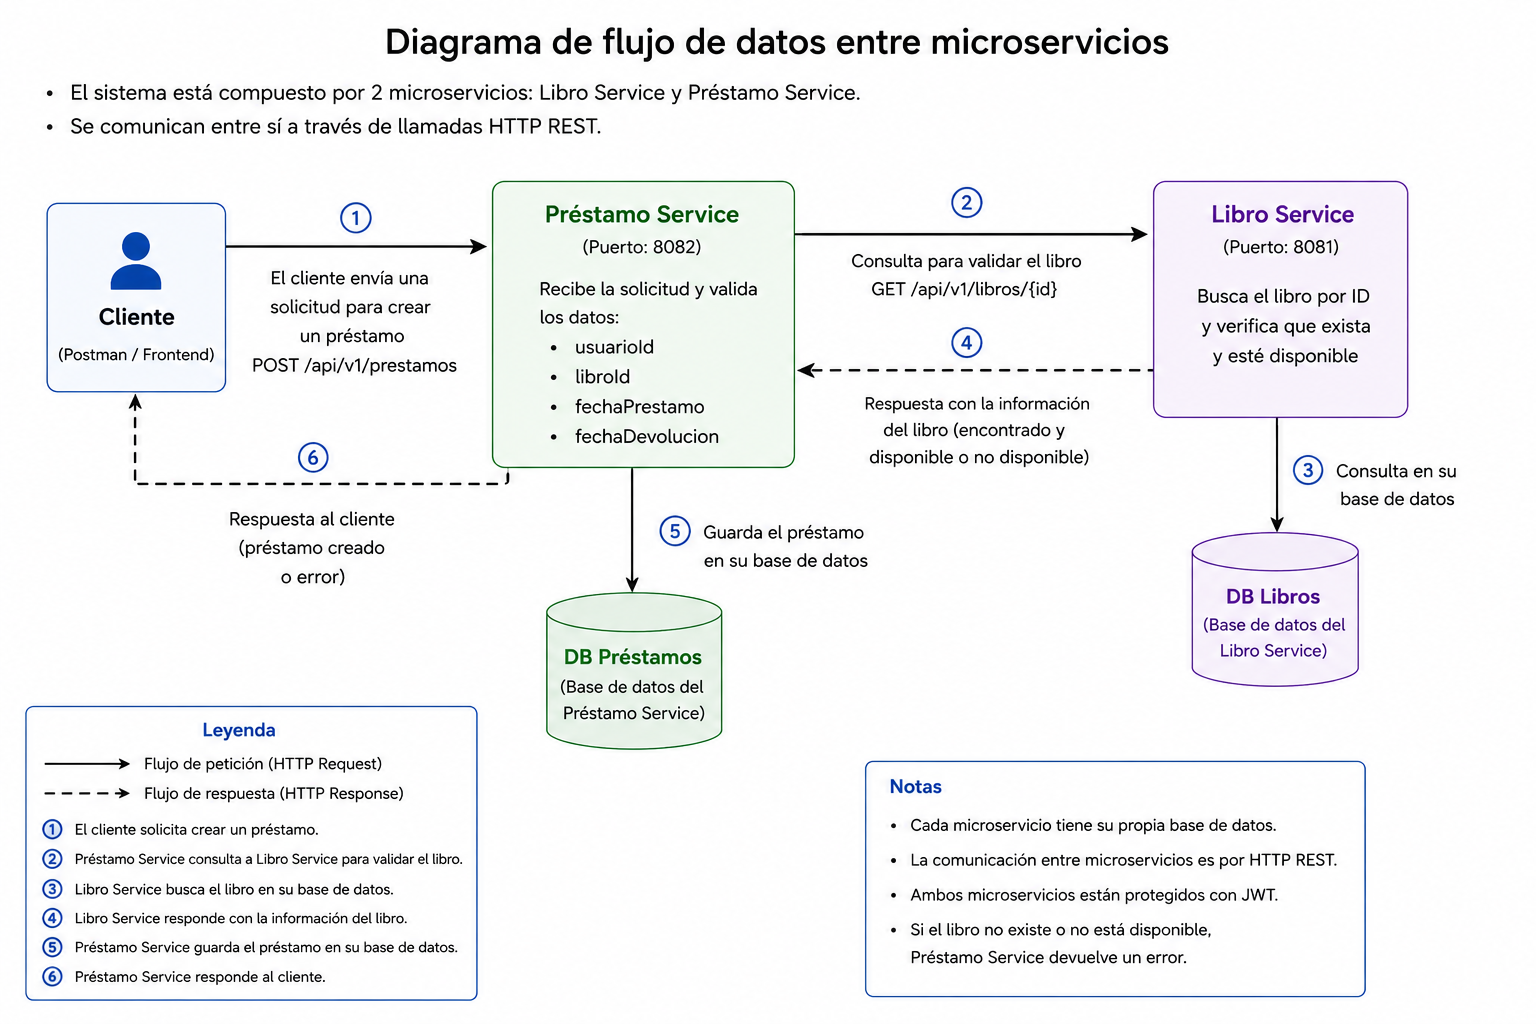 Diagrama de flujo de datos entre microservicios
• El sistema está compuesto por 2 microservicios: Libro Service y Préstamo Service.
• Se comunican entre sí a través de llamadas HTTP REST.
Cliente
(Postman / Frontend)
1
El cliente envía una
solicitud para crear
un préstamo
POST /api/v1/prestamos
Préstamo Service
(Puerto: 8082)
Recibe la solicitud y valida
los datos:
• usuarioId
• libroId
• fechaPrestamo
• fechaDevolucion
2
Consulta para validar el libro
GET /api/v1/libros/{id}
4
Respuesta con la información
del libro (encontrado y
disponible o no disponible)
Libro Service
(Puerto: 8081)
Busca el libro por ID
y verifica que exista
y esté disponible
3
Consulta en su
base de datos
6
Respuesta al cliente
(préstamo creado
o error)
5
Guarda el préstamo
en su base de datos
DB Préstamos
(Base de datos del
Préstamo Service)
DB Libros
(Base de datos del
Libro Service)
Leyenda
Flujo de petición (HTTP Request)
Flujo de respuesta (HTTP Response)
1 El cliente solicita crear un préstamo.
2 Préstamo Service consulta a Libro Service para validar el libro.
3 Libro Service busca el libro en su base de datos.
4 Libro Service responde con la información del libro.
5 Préstamo Service guarda el préstamo en su base de datos.
6 Préstamo Service responde al cliente.
Notas
• Cada microservicio tiene su propia base de datos.
• La comunicación entre microservicios es por HTTP REST.
• Ambos microservicios están protegidos con JWT.
• Si el libro no existe o no está disponible,
Préstamo Service devuelve un error.